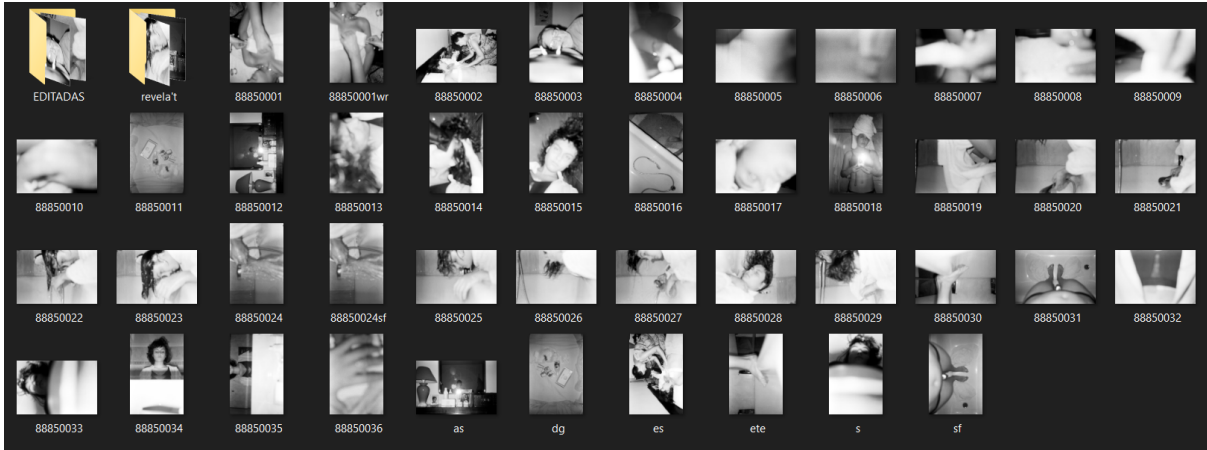 EDITADAS revela't 88850001 88850001wr 88850002 88850003 88850004 88850005 88850006 88850007 88850008 88850009
88850010 88850011 88850012 88850013 88850014 88850015 88850016 88850017 88850018 88850019 88850020 88850021
88850022 88850023 88850024 88850024sf 88850025 88850026 88850027 88850028 88850029 88850030 88850031 88850032
88850033 88850034 88850035 88850036 as dg es ete s sf